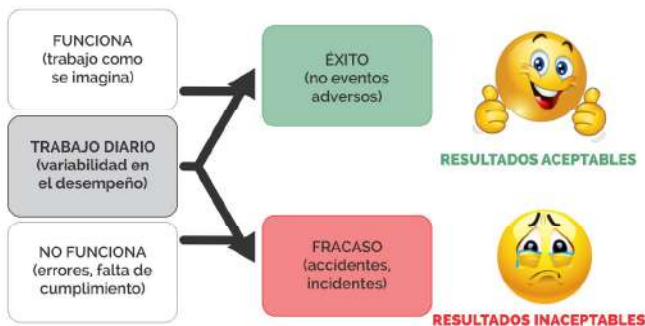 FUNCIONA
(trabajo como
se imagina)
ÉXITO
(no eventos
adversos)
RESULTADOS ACEPTABLES
TRABAJO DIARIO
(variabilidad en
el desempeño)
NO FUNCIONA
(errores, falta de
cumplimiento)
FRACASO
(accidentes,
incidentes)
RESULTADOS INACEPTABLES